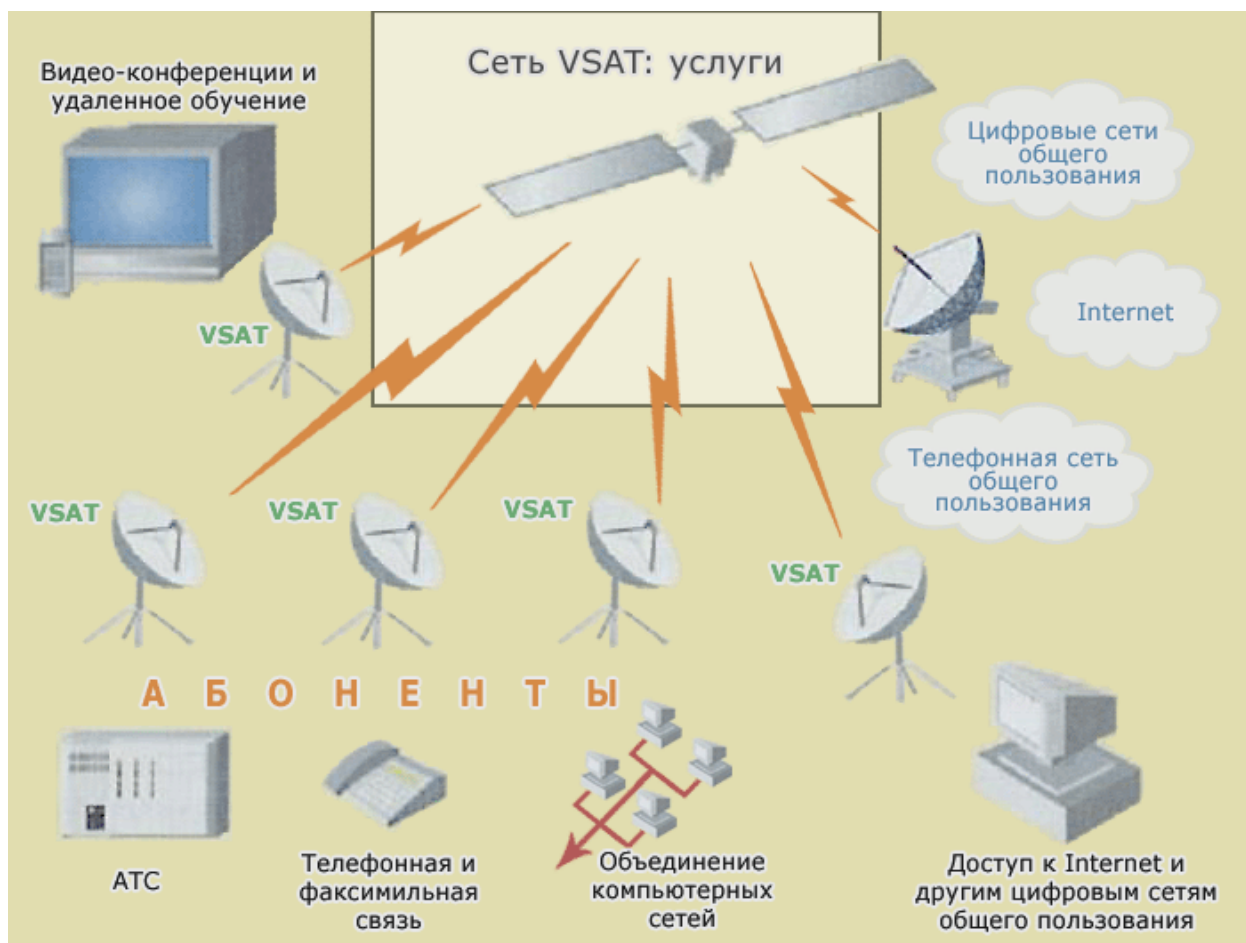 Сеть VSAT: услуги
Видео-конференции и
удаленное обучение
VSAT
Цифровые сети
общего
пользования
Internet
Телефонная сеть
общего
пользования
VSAT
VSAT
VSAT
VSAT
АБОНЕНТЫ
АТС
Телефонная и
факсимильная
связь
Объединение
компьютерных
сетей
Доступ к Internet и
другим цифровым сетям
общего пользования